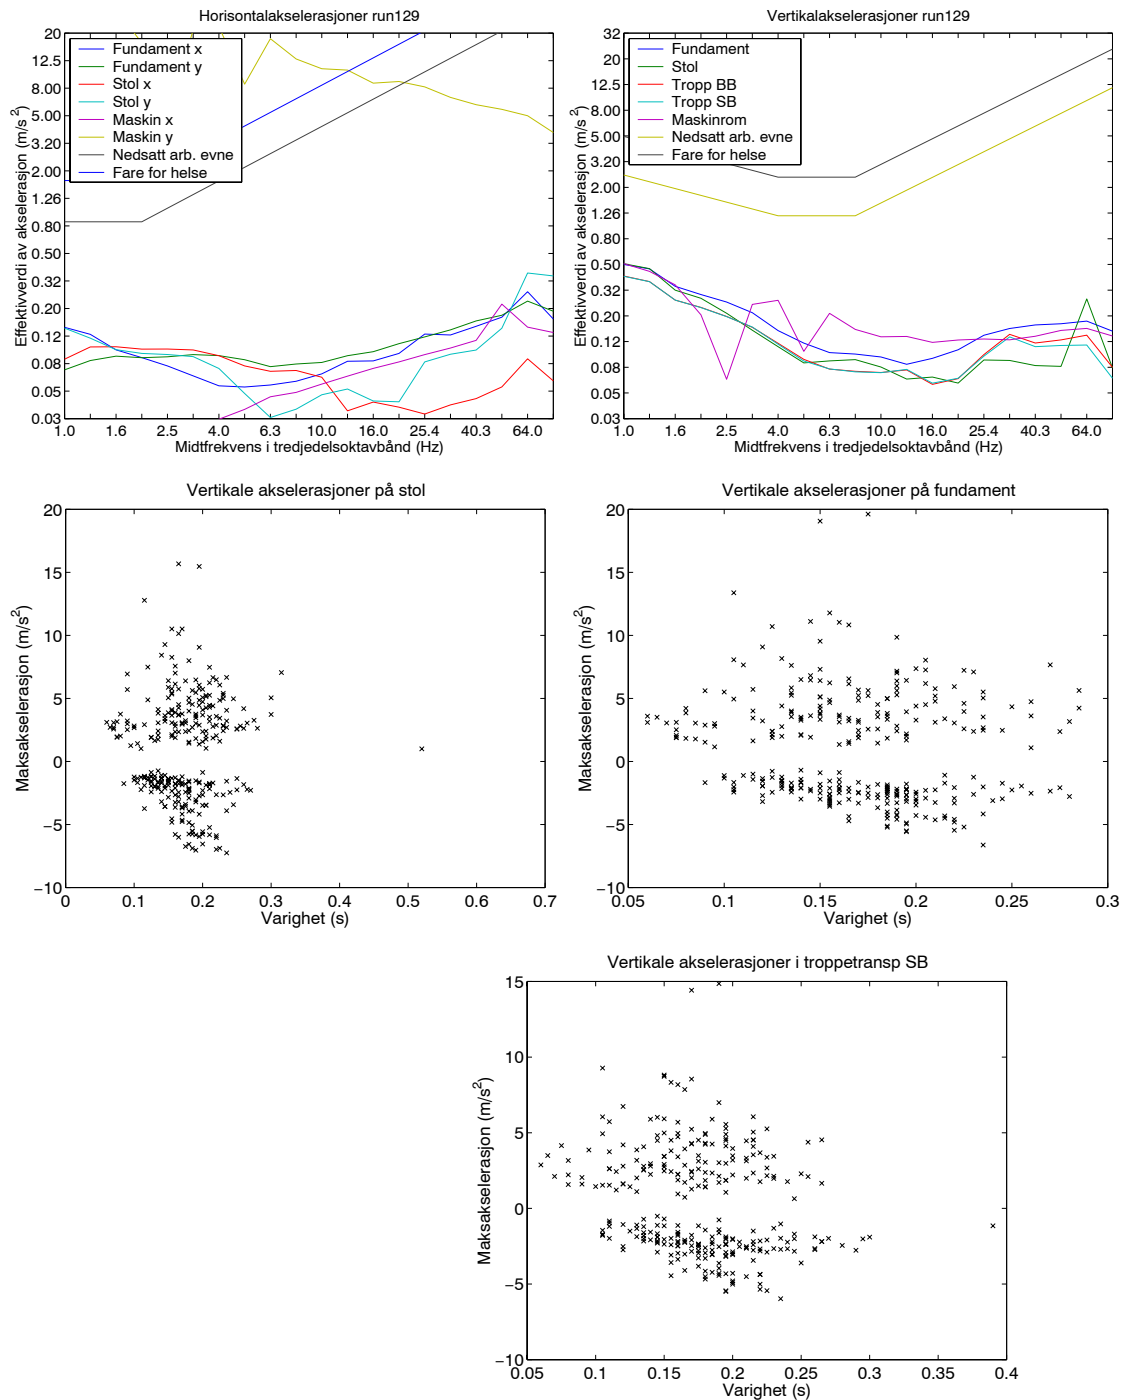 Horisontalakselerasjoner run129
Effektivverdi av akselerasjon (m/s²)
20
12.5
8.00
5.00
3.20
2.00
1.26
0.80
0.50
0.32
0.20
0.12
0.08
0.05
0.03
Fundament x
Fundament y
Stol x
Stol y
Maskin x
Maskin y
Nedsatt arb. evne
Fare for helse
1.0 1.6 2.5 4.0 6.3 10.0 16.0 25.4 40.3 64.0
Midtfrekvens i tredjedelsoktavbånd (Hz)
Vertikalakselerasjoner run129
Effektivverdi av akselerasjon (m/s²)
32
20
12.5
8.00
5.00
3.20
2.00
1.26
0.80
0.50
0.32
0.20
0.12
0.08
0.05
0.03
Fundament
Stol
Tropp BB
Tropp SB
Maskinrom
Nedsatt arb. evne
Fare for helse
1.0 1.6 2.5 4.0 6.3 10.0 16.0 25.4 40.3 64.0
Midtfrekvens i tredjedelsoktavbånd (Hz)
Vertikale akselerasjoner på stol
Maksakselerasjon (m/s²)
20
15
10
5
0
−5
−10
0 0.1 0.2 0.3 0.4 0.5 0.6 0.7
Varighet (s)
Vertikale akselerasjoner på fundament
Maksakselerasjon (m/s²)
20
15
10
5
0
−5
−10
0.05 0.1 0.15 0.2 0.25 0.3
Varighet (s)
Vertikale akselerasjoner i troppetransp SB
Maksakselerasjon (m/s²)
15
10
5
0
−5
−10
0.05 0.1 0.15 0.2 0.25 0.3 0.35 0.4
Varighet (s)